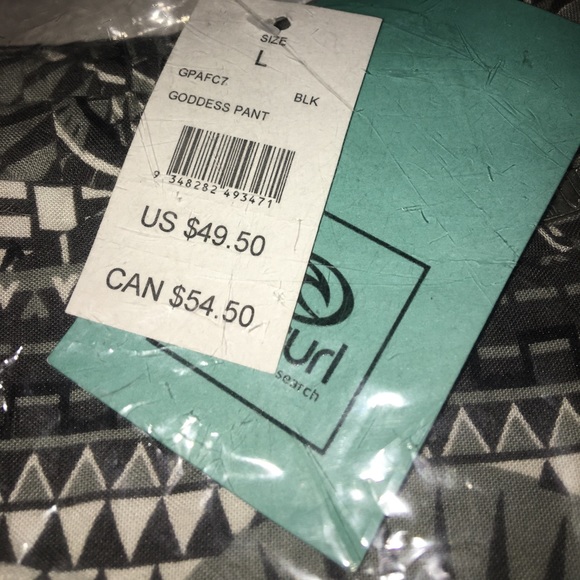 SIZE
L
GPAFC7 BLK
GODDESS PANT
9 348282 493471
US $49.50
CAN $54.50
url
search